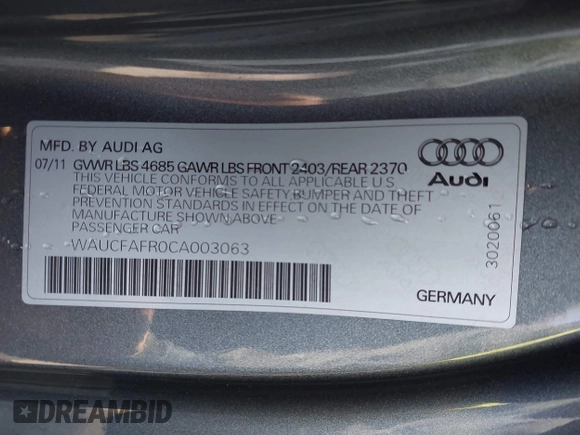 MFD. BY AUDI AG
07/11 GVWR LBS 4685 GAWR LBS FRONT 2403/REAR 2370
THIS VEHICLE CONFORMS TO ALL APPLICABLE U.S.
FEDERAL MOTOR VEHICLE SAFETY BUMPER AND THEFT
PREVENTION STANDARDS IN EFFECT ON THE DATE OF
MANUFACTURE SHOWN ABOVE
PASSENGER CAR
WAUCFAFR0CA003063
Audi
3020061
GERMANY
DREAMBID